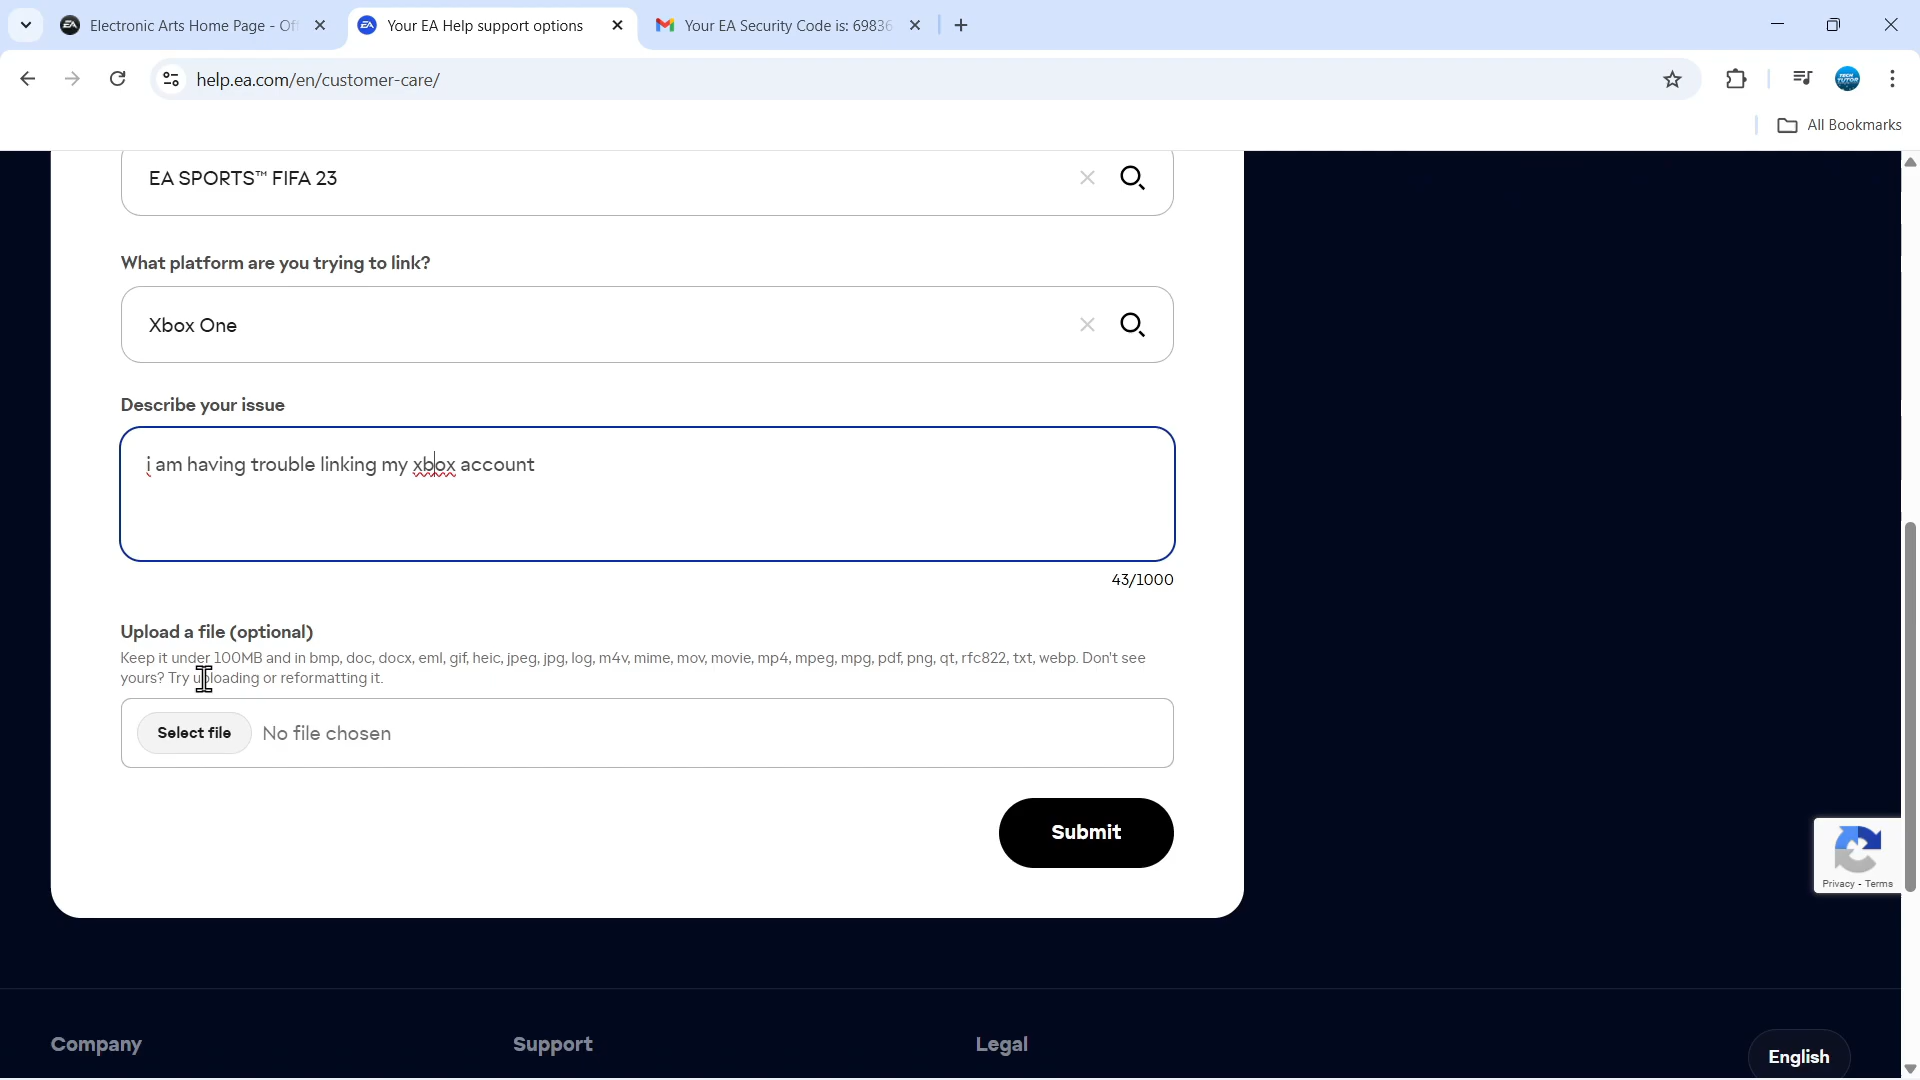 Electronic Arts Home Page - Of
Your EA Help support options
Your EA Security Code is: 69836
help.ea.com/en/customer-care/
All Bookmarks
EA SPORTS™ FIFA 23
What platform are you trying to link?
Xbox One
Describe your issue
i am having trouble linking my xbox account
43/1000
Upload a file (optional)
Keep it under 100MB and in bmp, doc, docx, eml, gif, heic, jpeg, jpg, log, m4v, mime, mov, movie, mp4, mpeg, mpg, pdf, png, qt, rfc822, txt, webp. Don't see
yours? Try uploading or reformatting it.
Select file
No file chosen
Submit
Privacy - Terms
Company
Support
Legal
English